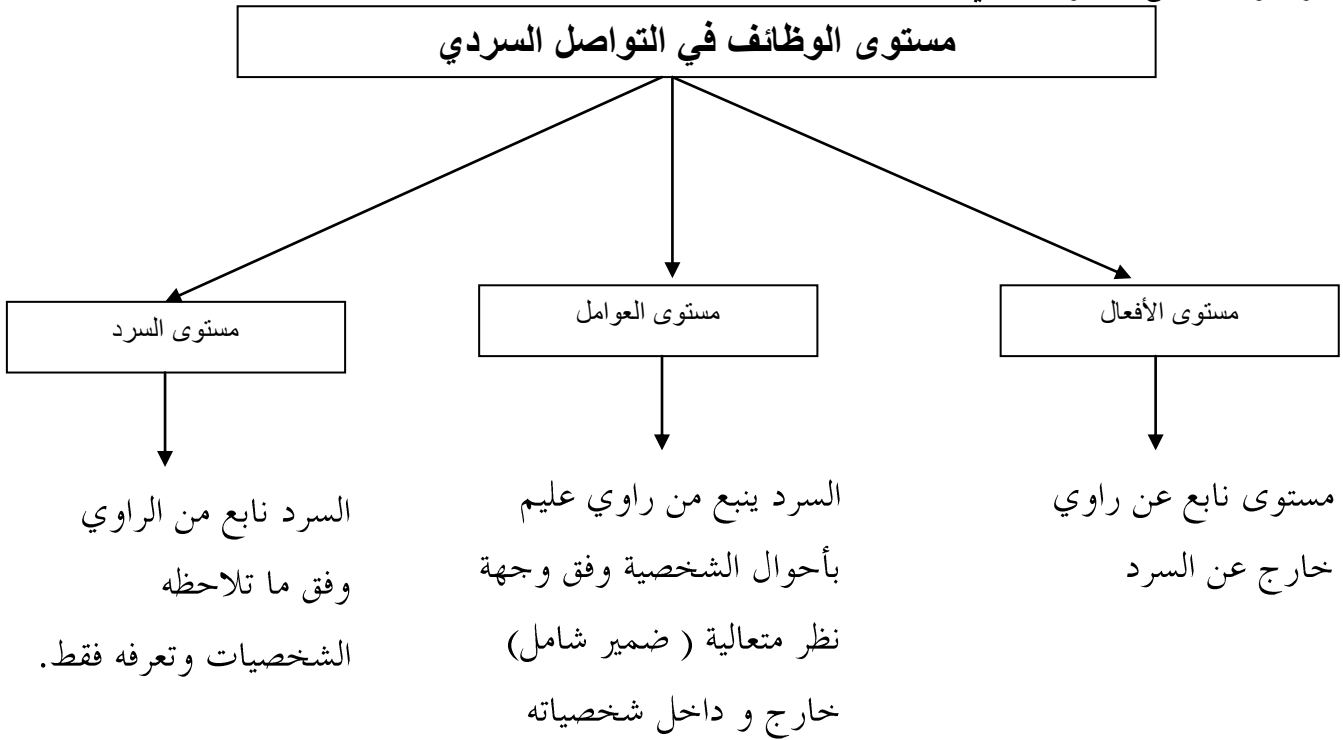 مستوى الوظائف في التواصل السردي
مستوى الأفعال
مستوى العوامل
مستوى السرد
مستوى نابع عن راوي
خارج عن السرد
السرد ينبع من راوي عليم
بأحوال الشخصية وفق وجهة
نظر متعالية ( ضمير شامل)
خارج و داخل شخصياته
السرد نابع من الراوي
وفق ما تلاحظه
الشخصيات وتعرفه فقط.